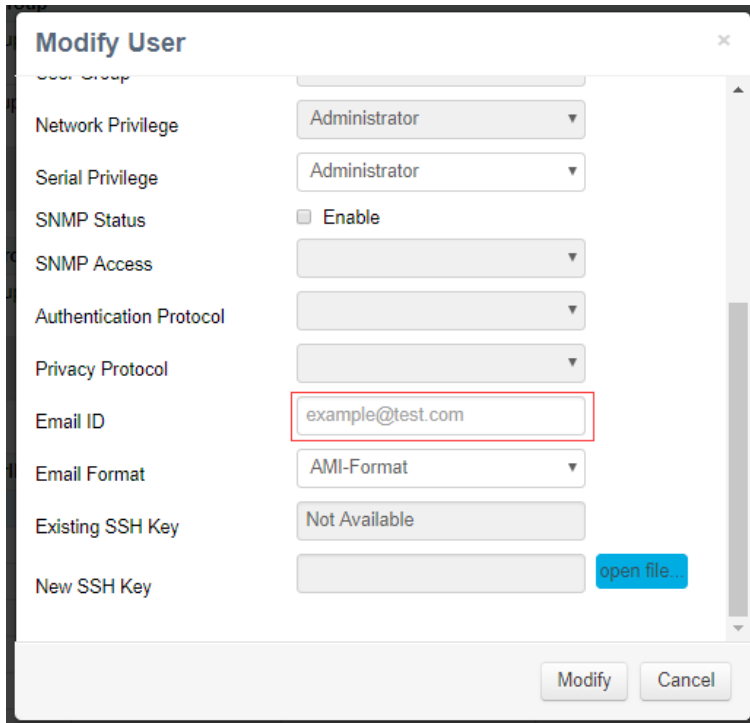 Modify User
×
User Group
Network Privilege
Administrator
Serial Privilege
Administrator
SNMP Status
Enable
SNMP Access
Authentication Protocol
Privacy Protocol
Email ID
example@test.com
Email Format
AMI-Format
Existing SSH Key
Not Available
New SSH Key
open file...
Modify
Cancel